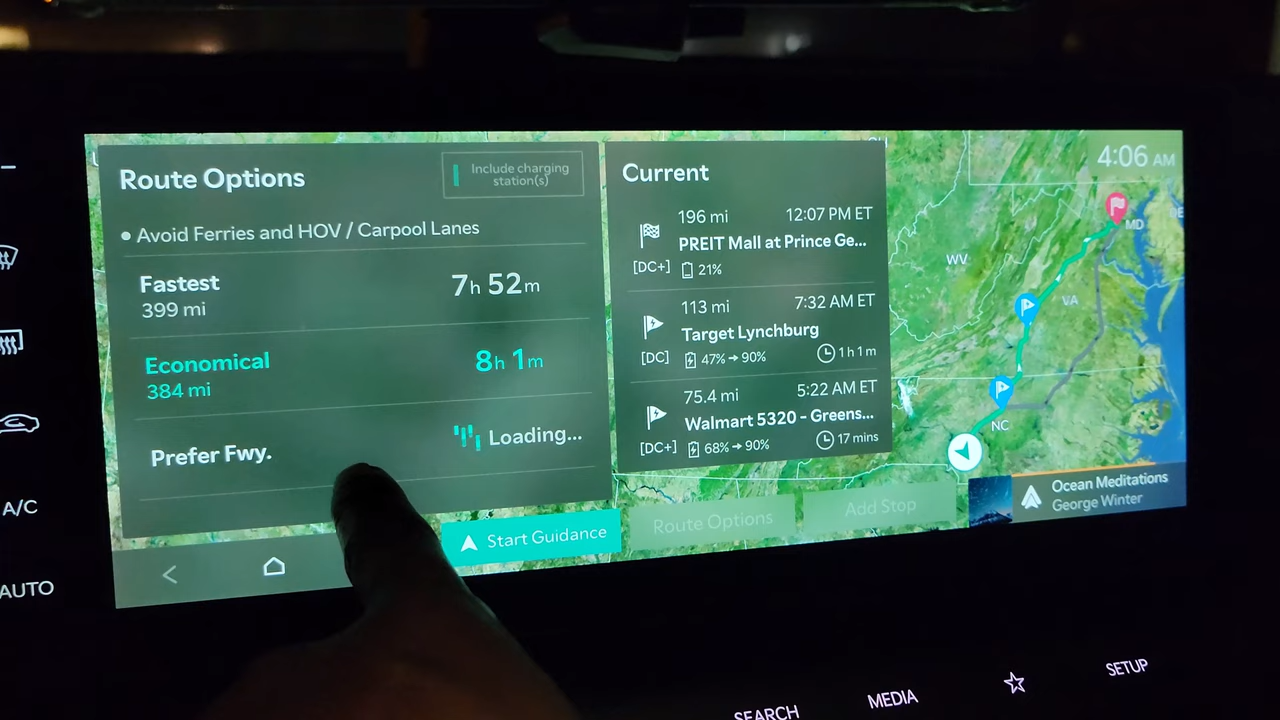 Route Options
Include charging
station(s)
• Avoid Ferries and HOV / Carpool Lanes
Fastest
399 mi
7h 52m
Economical
384 mi
8h 1m
Prefer Fwy.
Loading...
Start Guidance
Current
196 mi
12:07 PM ET
PREIT Mall at Prince Ge...
[DC+]
21%
113 mi
7:32 AM ET
Target Lynchburg
[DC]
47% → 90%
1 h 1 m
75.4 mi
5:22 AM ET
Walmart 5320 - Greens...
[DC+]
68% → 90%
17 mins
Route Options
Add Stop
4:06 AM
MD
DE
WV
VA
NC
Ocean Meditations
George Winter
A/C
AUTO
SEARCH
MEDIA
SETUP